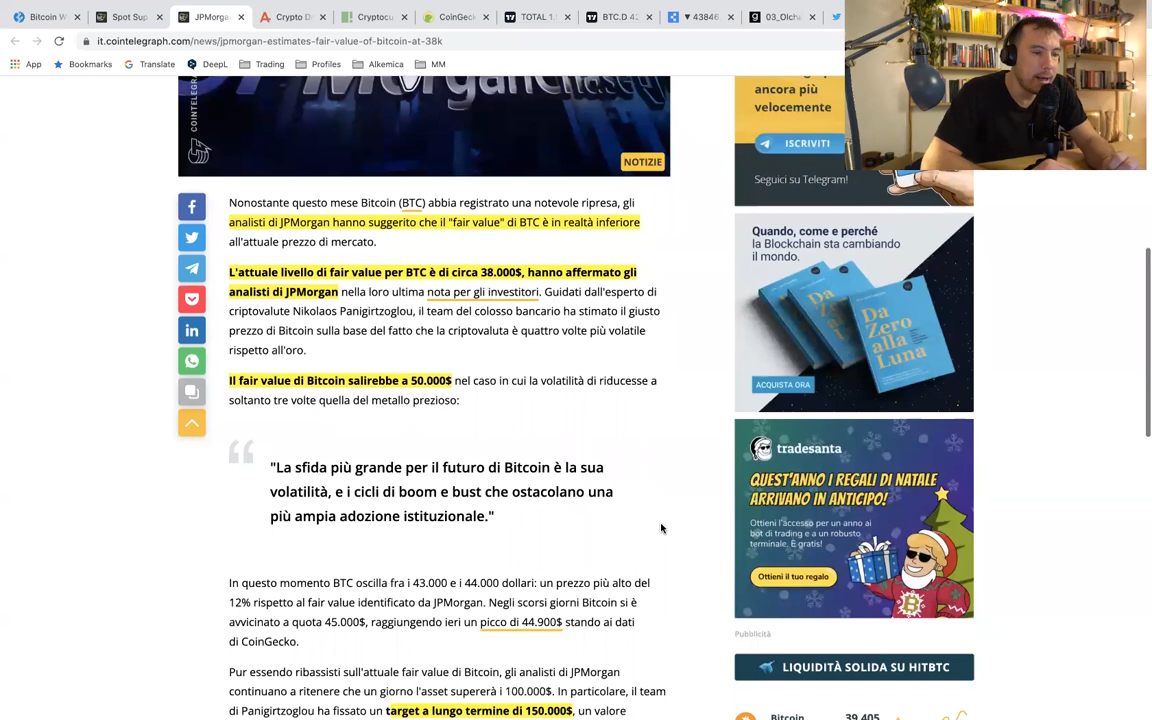 Bitcoin W
Spot Sup
JPMorga
Crypto D
Cryptocu
CoinGeck
TOTAL 1.
BTC.D 42
▼ 43846
03_Olcha
it.cointelegraph.com/news/jpmorgan-estimates-fair-value-of-bitcoin-at-38k
App
Bookmarks
Translate
DeepL
Trading
Profiles
Alkemica
MM
COINTELEG
NOTIZIE
Nonostante questo mese Bitcoin (BTC) abbia registrato una notevole ripresa, gli
analisti di JPMorgan hanno suggerito che il "fair value" di BTC è in realtà inferiore
all'attuale prezzo di mercato.
L'attuale livello di fair value per BTC è di circa 38.000$, hanno affermato gli
analisti di JPMorgan nella loro ultima nota per gli investitori. Guidati dall'esperto di
criptovalute Nikolaos Panigirtzoglou, il team del colosso bancario ha stimato il giusto
prezzo di Bitcoin sulla base del fatto che la criptovaluta è quattro volte più volatile
rispetto all'oro.
Il fair value di Bitcoin salirebbe a 50.000$ nel caso in cui la volatilità di riducesse a
soltanto tre volte quella del metallo prezioso:
"La sfida più grande per il futuro di Bitcoin è la sua
volatilità, e i cicli di boom e bust che ostacolano una
più ampia adozione istituzionale."
In questo momento BTC oscilla fra i 43.000 e i 44.000 dollari: un prezzo più alto del
12% rispetto al fair value identificato da JPMorgan. Negli scorsi giorni Bitcoin si è
avvicinato a quota 45.000$, raggiungendo ieri un picco di 44.900$ stando ai dati
di CoinGecko.
Pur essendo ribassisti sull'attuale fair value di Bitcoin, gli analisti di JPMorgan
continuano a ritenere che un giorno l'asset supererà i 100.000$. In particolare, il team
di Panigirtzoglou ha fissato un target a lungo termine di 150.000$, un valore
ancora più
velocemente
ISCRIVITI
Seguici su Telegram!
Quando, come e perché
la Blockchain sta cambiando
il mondo.
Da Zero
alla
Luna
ACQUISTA ORA
tradesanta
QUEST'ANNO I REGALI DI NATALE
ARRIVANO IN ANTICIPO!
Ottieni l'accesso per un anno ai
bot di trading e a un robusto
terminale. È gratis!
Ottieni il tuo regalo
Pubblicità
LIQUIDITÀ SOLIDA SU HITBTC
Bitcoin
39,405